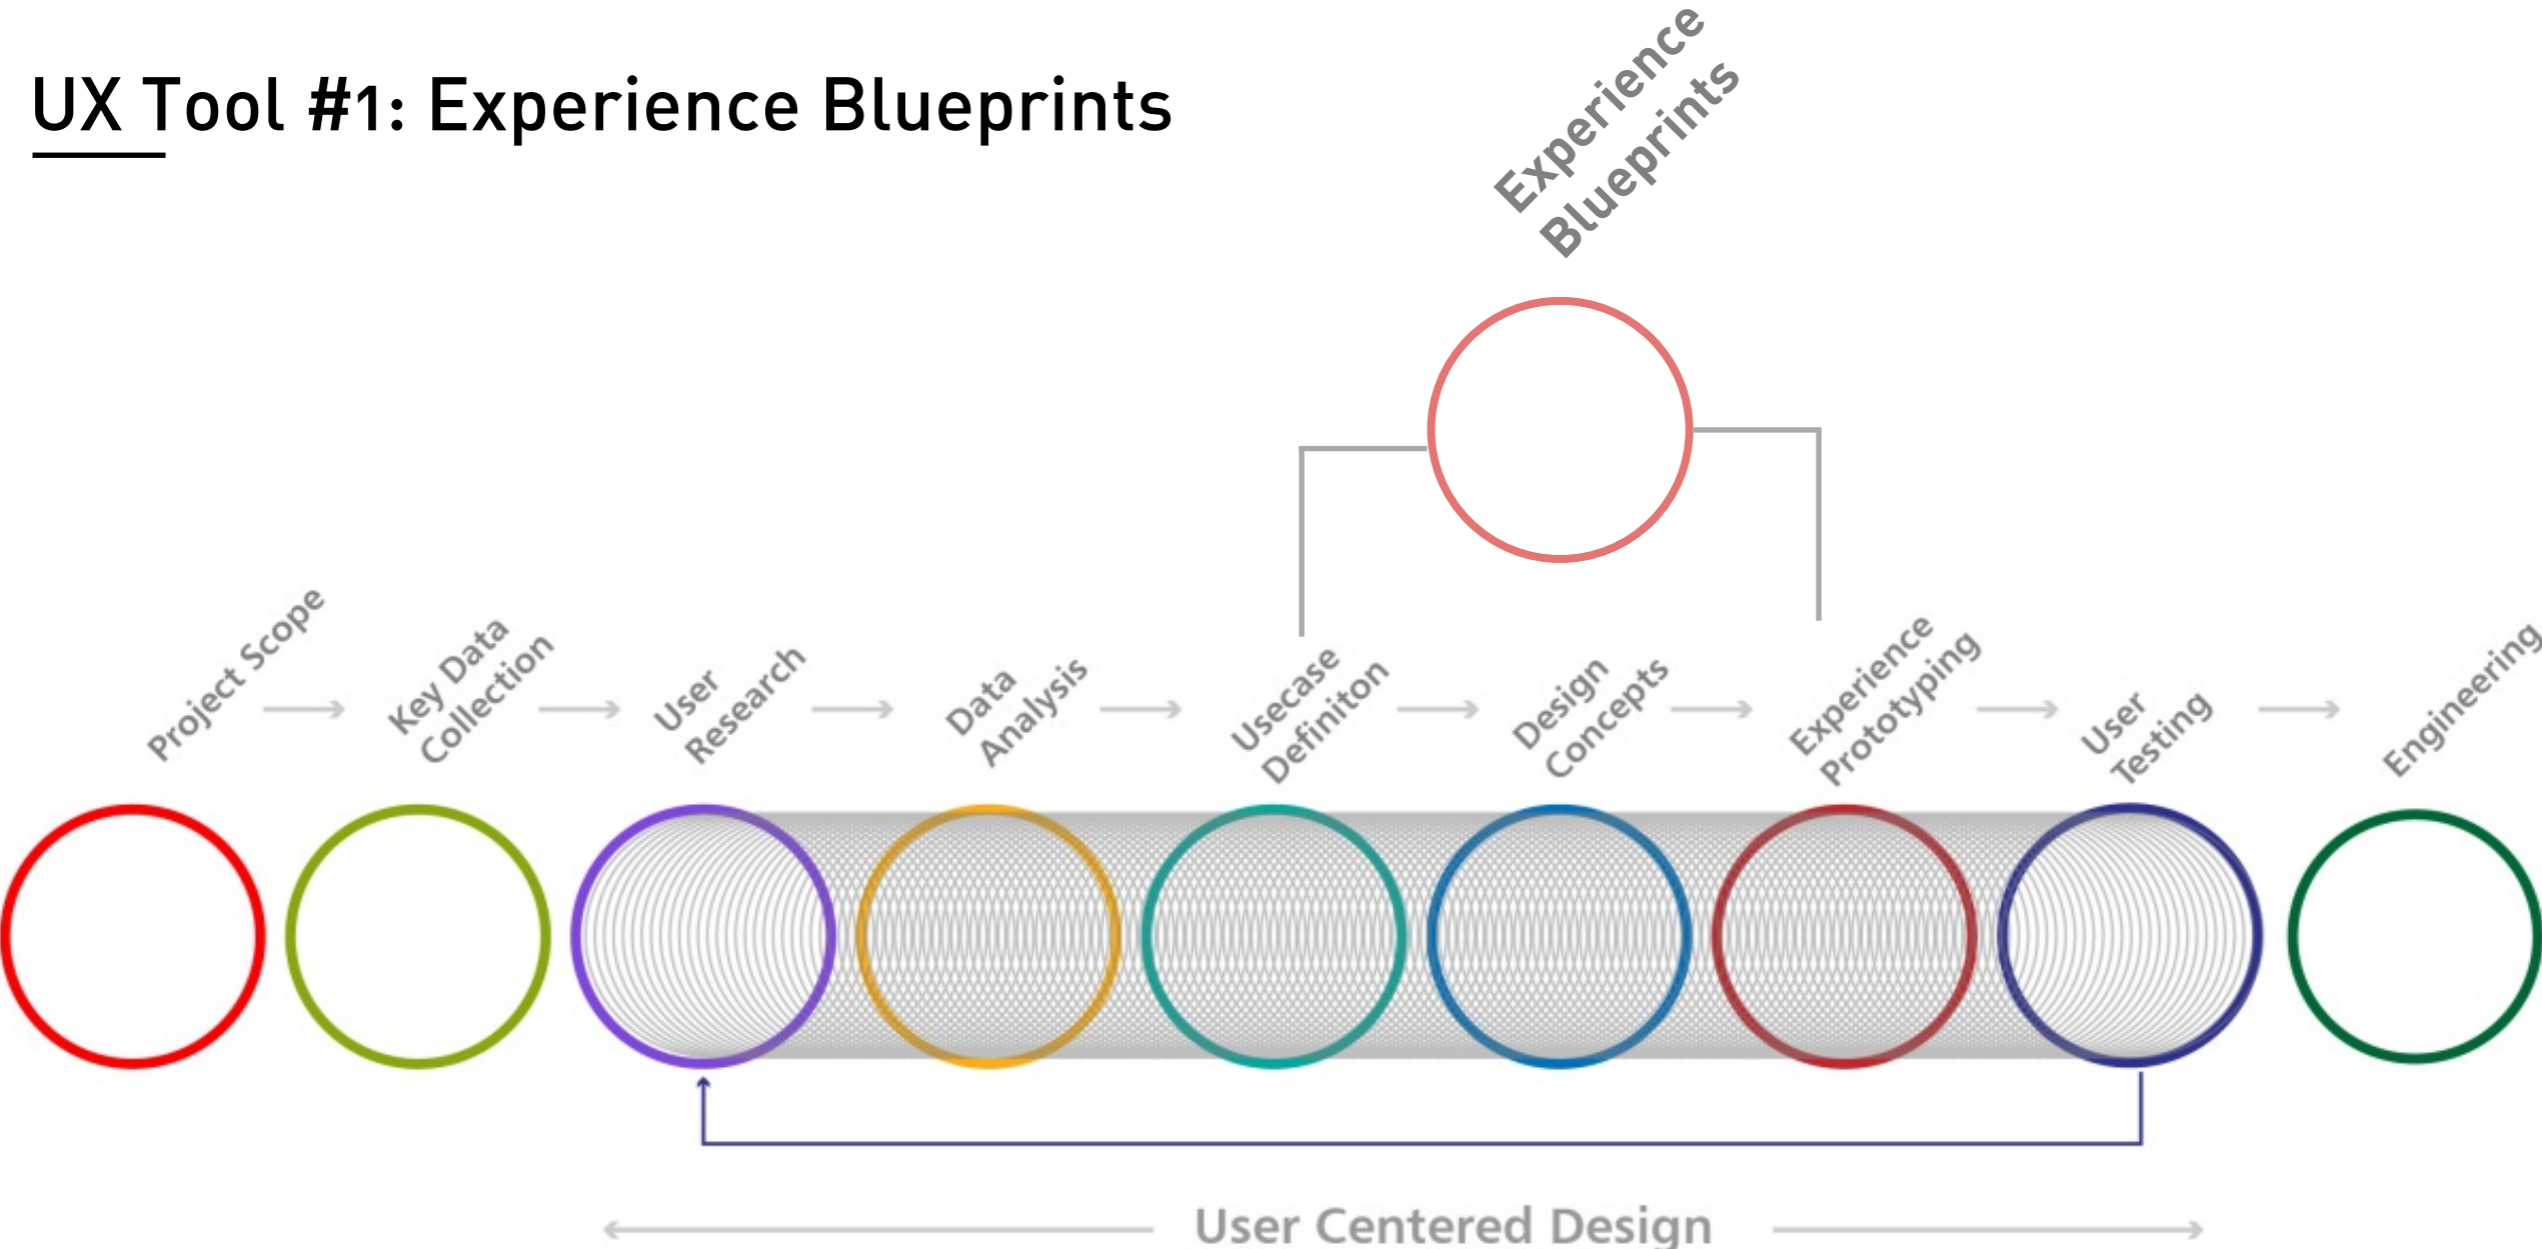 UX Tool #1: Experience Blueprints
Experience
Blueprints
Project Scope
Key Data
Collection
User
Research
Data
Analysis
Usecase
Definiton
Design
Concepts
Experience
Prototyping
User
Testing
Engineering
User Centered Design